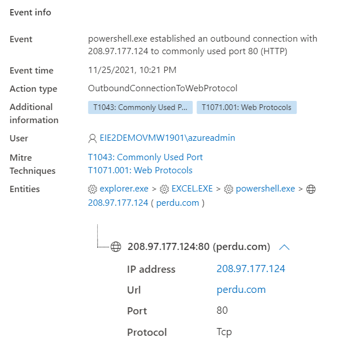 Event info
Event powershell.exe established an outbound connection with
208.97.177.124 to commonly used port 80 (HTTP)
Event time 11/25/2021, 10:21 PM
Action type OutboundConnectionToWebProtocol
Additional information T1043: Commonly Used P... T1071.001: Web Protocols
User EIE2DEMOVMW1901\azureadmin
Mitre Techniques T1043: Commonly Used Port
T1071.001: Web Protocols
Entities explorer.exe > EXCEL.EXE > powershell.exe >
208.97.177.124 ( perdu.com )
208.97.177.124:80 (perdu.com)
IP address 208.97.177.124
Url perdu.com
Port 80
Protocol Tcp